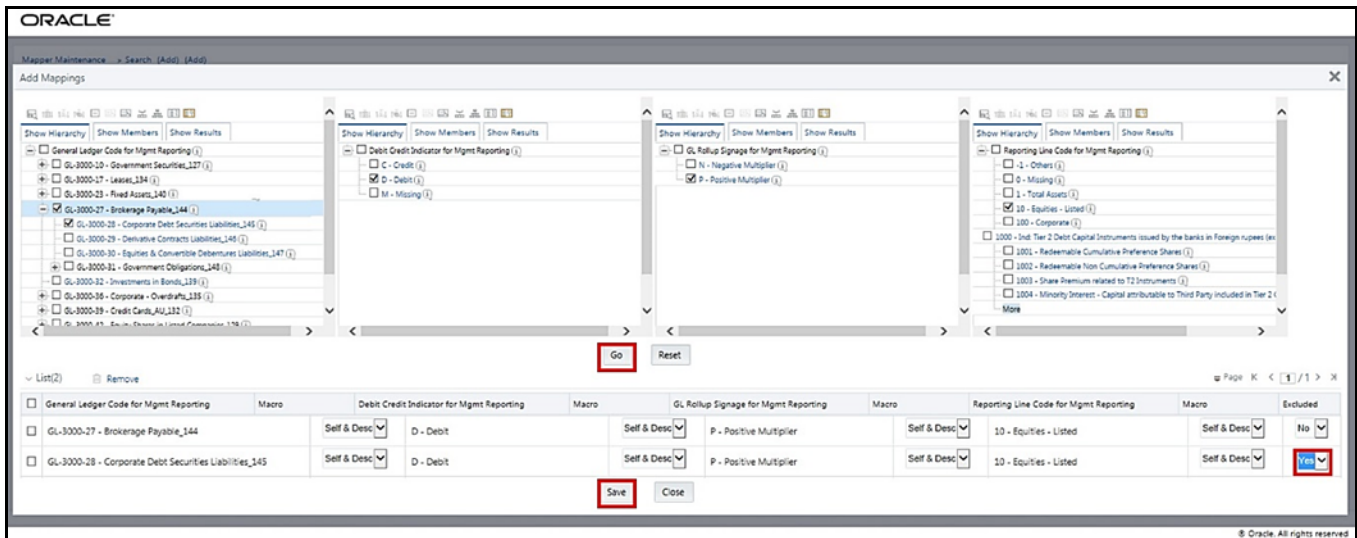 ORACLE
Mapper Maintenance > Search (Add) (Add)
Add Mappings
Show Hierarchy Show Members Show Results
General Ledger Code for Mgmt Reporting
GL-3000-10 - Government Securities_127
GL-3000-17 - Leases_134
GL-3000-23 - Fixed Assets_140
GL-3000-27 - Brokerage Payable_144
GL-3000-28 - Corporate Debt Securities Liabilities_145
GL-3000-29 - Derivative Contracts Liabilities_146
GL-3000-30 - Equities & Convertible Debentures Liabilities_147
GL-3000-31 - Government Obligations_148
GL-3000-32 - Investments in Bonds_139
GL-3000-36 - Corporate - Overdrafts_135
GL-3000-39 - Credit Cards_AU_132
GL-3000-42 - Equity Shares in Listed Companies_129
Show Hierarchy Show Members Show Results
Debit Credit Indicator for Mgmt Reporting
C - Credit
D - Debit
M - Missing
Show Hierarchy Show Members Show Results
GL Rollup Signage for Mgmt Reporting
N - Negative Multiplier
P - Positive Multiplier
Show Hierarchy Show Members Show Results
Reporting Line Code for Mgmt Reporting
-1 - Others
0 - Missing
1 - Total Assets
10 - Equities - Listed
100 - Corporate
1000 - Ind: Tier 2 Debt Capital Instruments issued by the banks in Foreign rupees (ex
1001 - Redeemable Cumulative Preference Shares
1002 - Redeemable Non Cumulative Preference Shares
1003 - Share Premium related to T2 Instruments
1004 - Minority Interest - Capital attributable to Third Party included in Tier 2
More
Go Reset
List(2) Remove Page 1 / 1
General Ledger Code for Mgmt Reporting Macro Debit Credit Indicator for Mgmt Reporting Macro GL Rollup Signage for Mgmt Reporting Macro Reporting Line Code for Mgmt Reporting Macro Excluded
GL-3000-27 - Brokerage Payable_144 Self & Desc D - Debit Self & Desc P - Positive Multiplier Self & Desc 10 - Equities - Listed Self & Desc No
GL-3000-28 - Corporate Debt Securities Liabilities_145 Self & Desc D - Debit Self & Desc P - Positive Multiplier Self & Desc 10 - Equities - Listed Self & Desc Yes
Save Close
® Oracle. All rights reserved